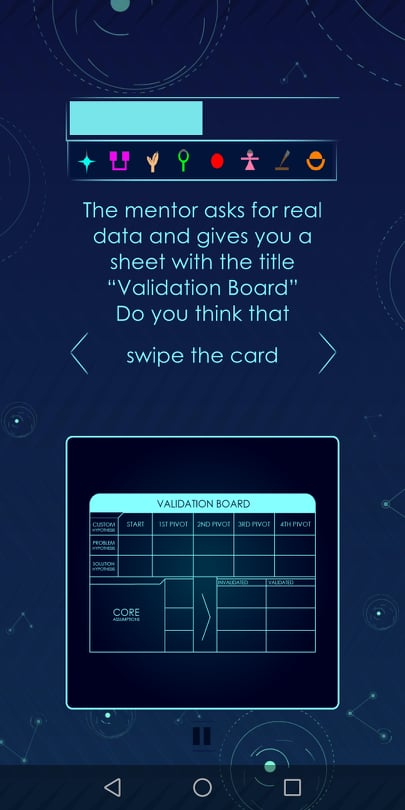 The mentor asks for real
data and gives you a
sheet with the title
“Validation Board”
Do you think that
swipe the card
VALIDATION BOARD
CUSTOM HYPOTHESIS START 1ST PIVOT 2ND PIVOT 3RD PIVOT 4TH PIVOT
PROBLEM HYPOTHESIS
SOLUTION HYPOTHESIS
INVALIDATED VALIDATED
CORE
ASSUMPTIONS